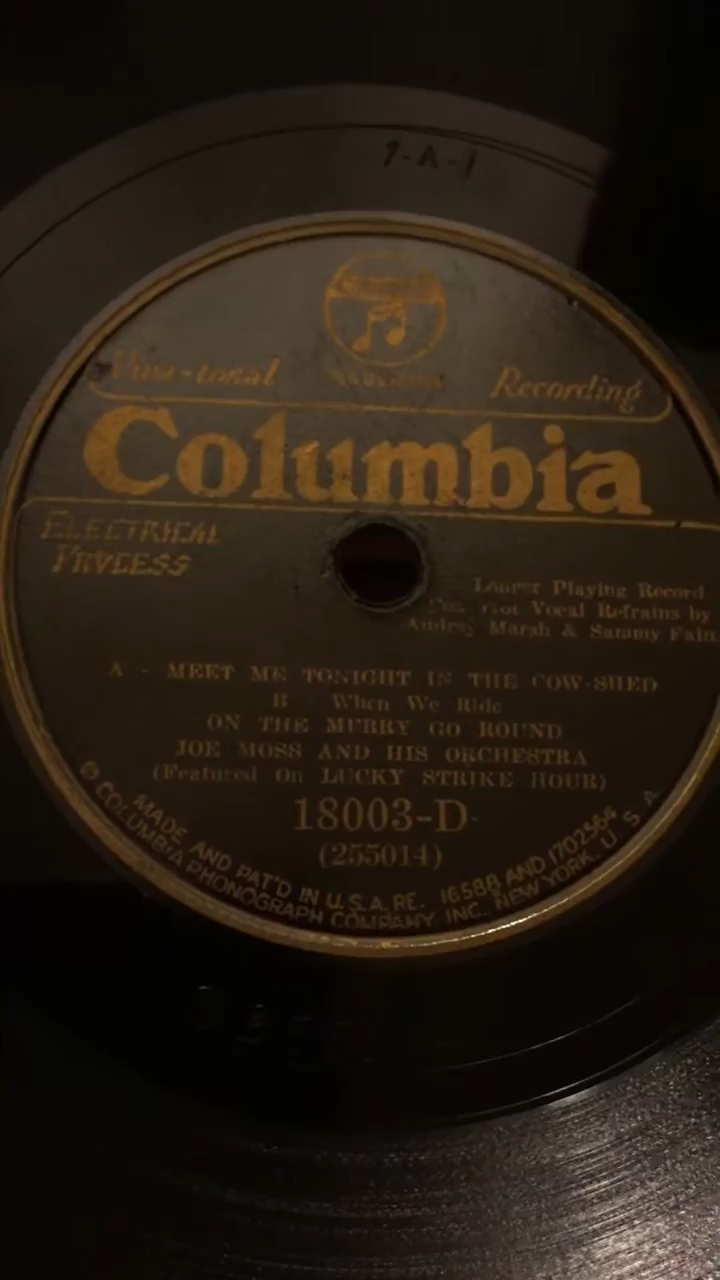 -A-1
Viva-tonal Recording
Columbia
ELECTRICAL
PROCESS
Longer Playing Record
Fox Trot Vocal Refrains by
Marsh & Sammy Fain
A - MEET ME TONIGHT IN THE COW-SHED
B When We Ride
ON THE MERRY GO ROUND
JOE MOSS AND HIS ORCHESTRA
(Featured On LUCKY STRIKE HOUR)
18003-D
(255014)
MADE AND PAT'D IN U.S.A. RE. 16588 AND 1702564
COLUMBIA PHONOGRAPH COMPANY, INC. NEW YORK. U. S. A.